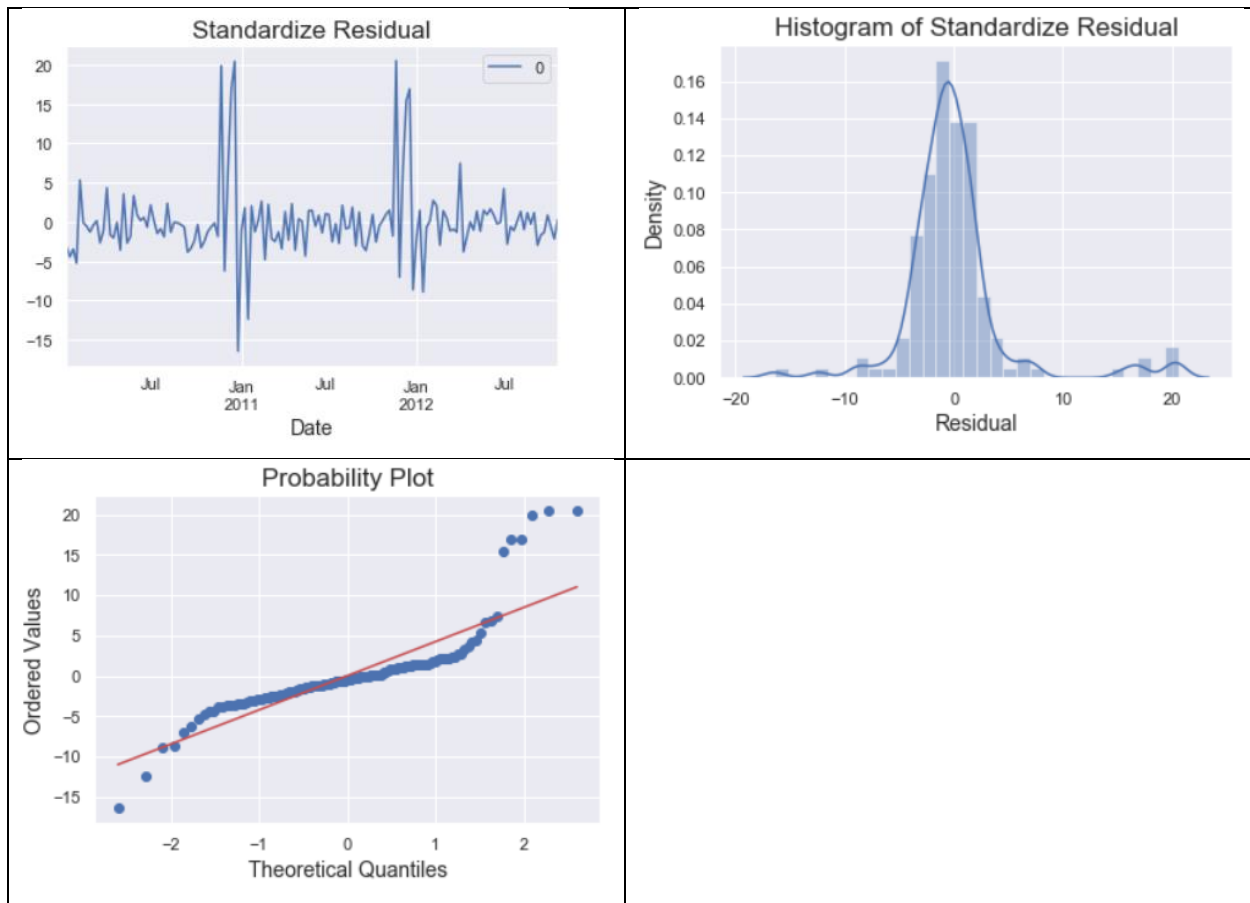 Standardize Residual
20
15
10
5
0
−5
−10
−15
0
Jul
Jan
2011
Jul
Jan
2012
Jul
Date
Histogram of Standardize Residual
Density
0.16
0.14
0.12
0.10
0.08
0.06
0.04
0.02
0.00
−20 −10 0 10 20
Residual
Probability Plot
Ordered Values
20
15
10
5
0
−5
−10
−15
−2 −1 0 1 2
Theoretical Quantiles